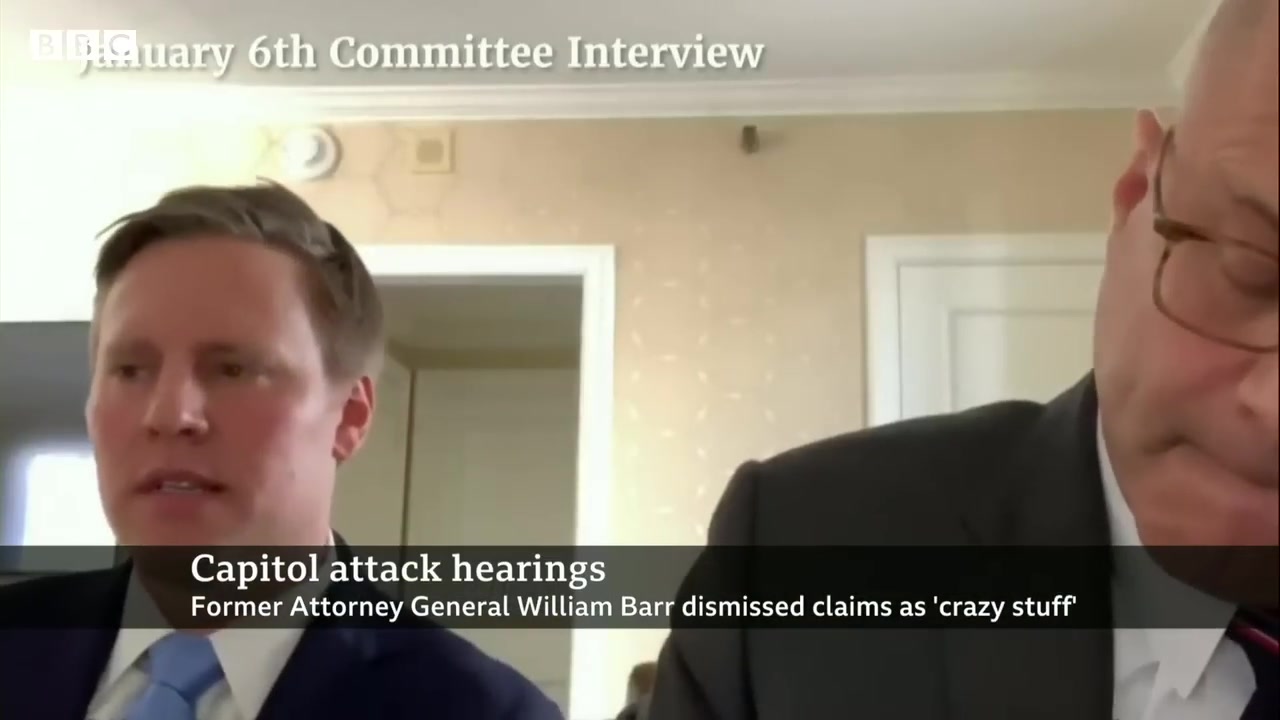 BBC
January 6th Committee Interview
Capitol attack hearings
Former Attorney General William Barr dismissed claims as 'crazy stuff'